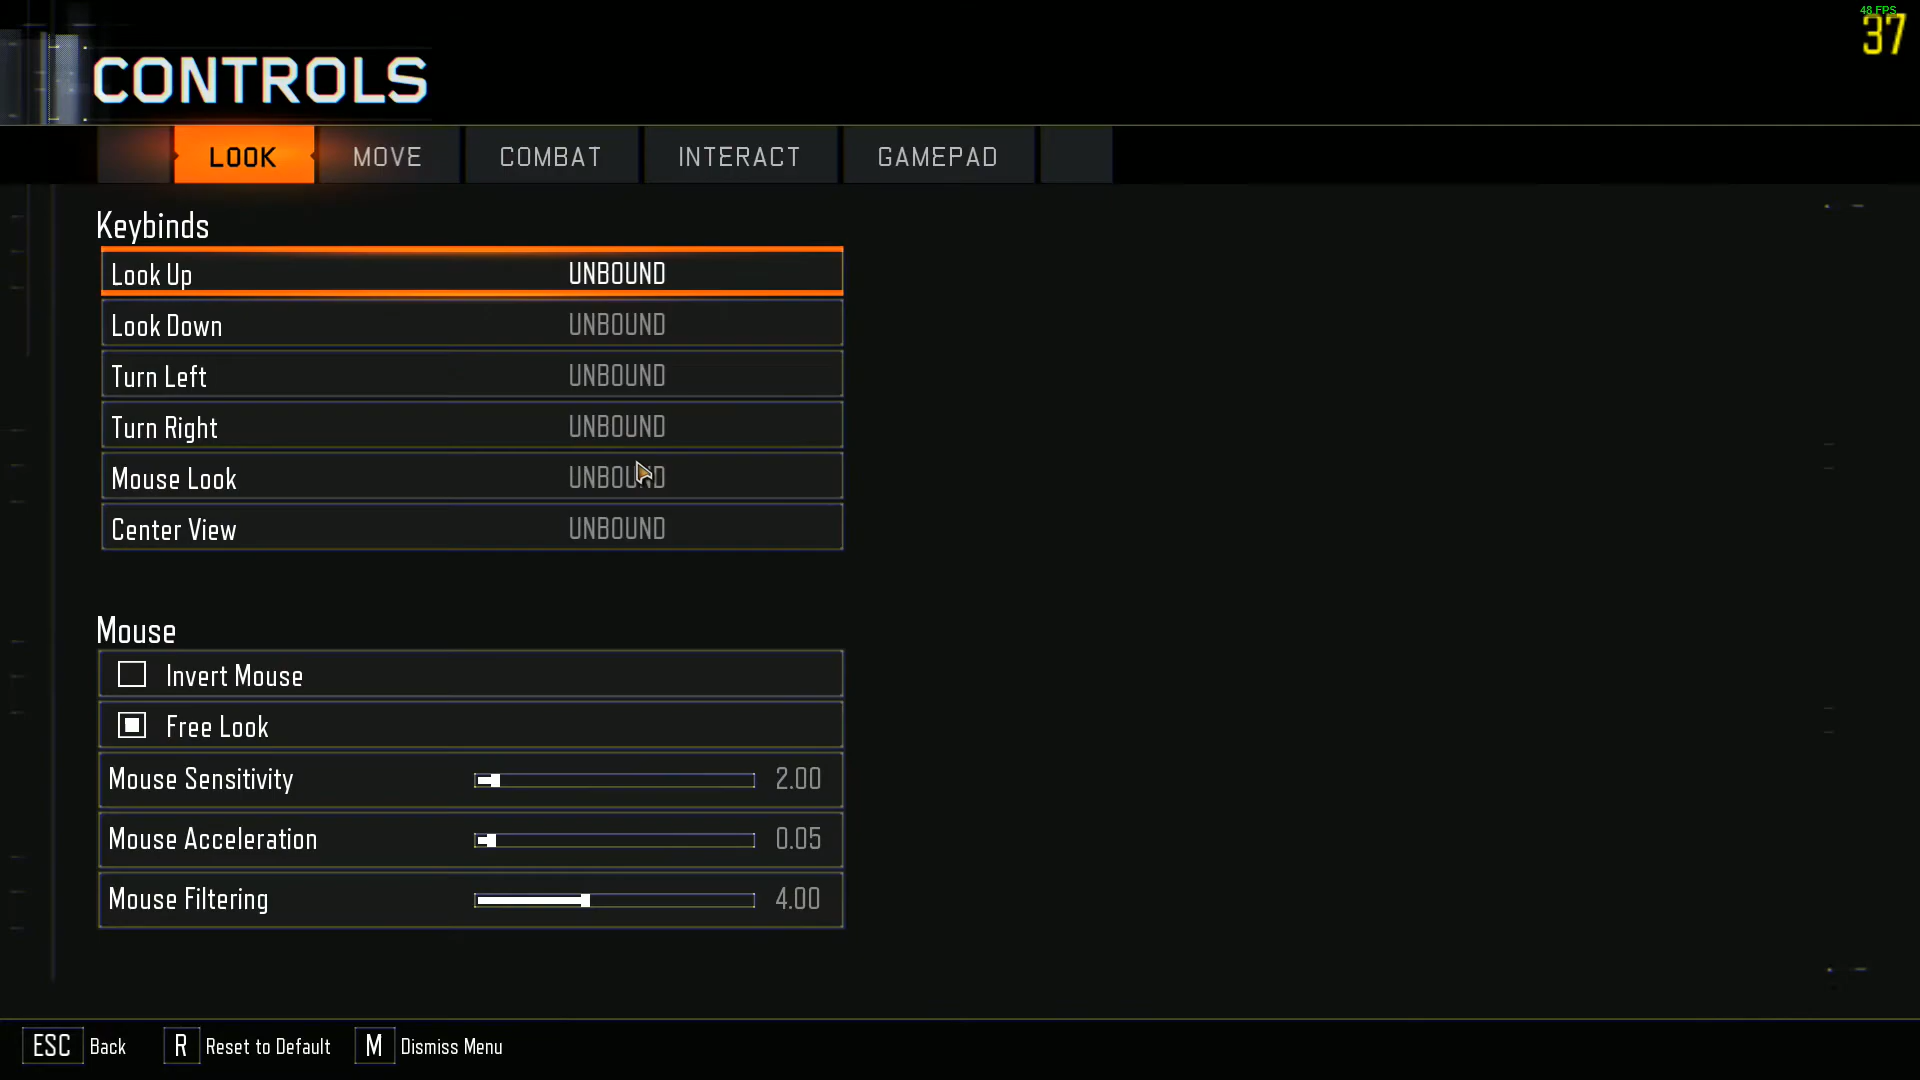 48 FPS
37
CONTROLS
LOOK MOVE COMBAT INTERACT GAMEPAD
Keybinds
Look Up UNBOUND
Look Down UNBOUND
Turn Left UNBOUND
Turn Right UNBOUND
Mouse Look UNBOUND
Center View UNBOUND
Mouse
Invert Mouse
Free Look
Mouse Sensitivity 2.00
Mouse Acceleration 0.05
Mouse Filtering 4.00
ESC Back R Reset to Default M Dismiss Menu